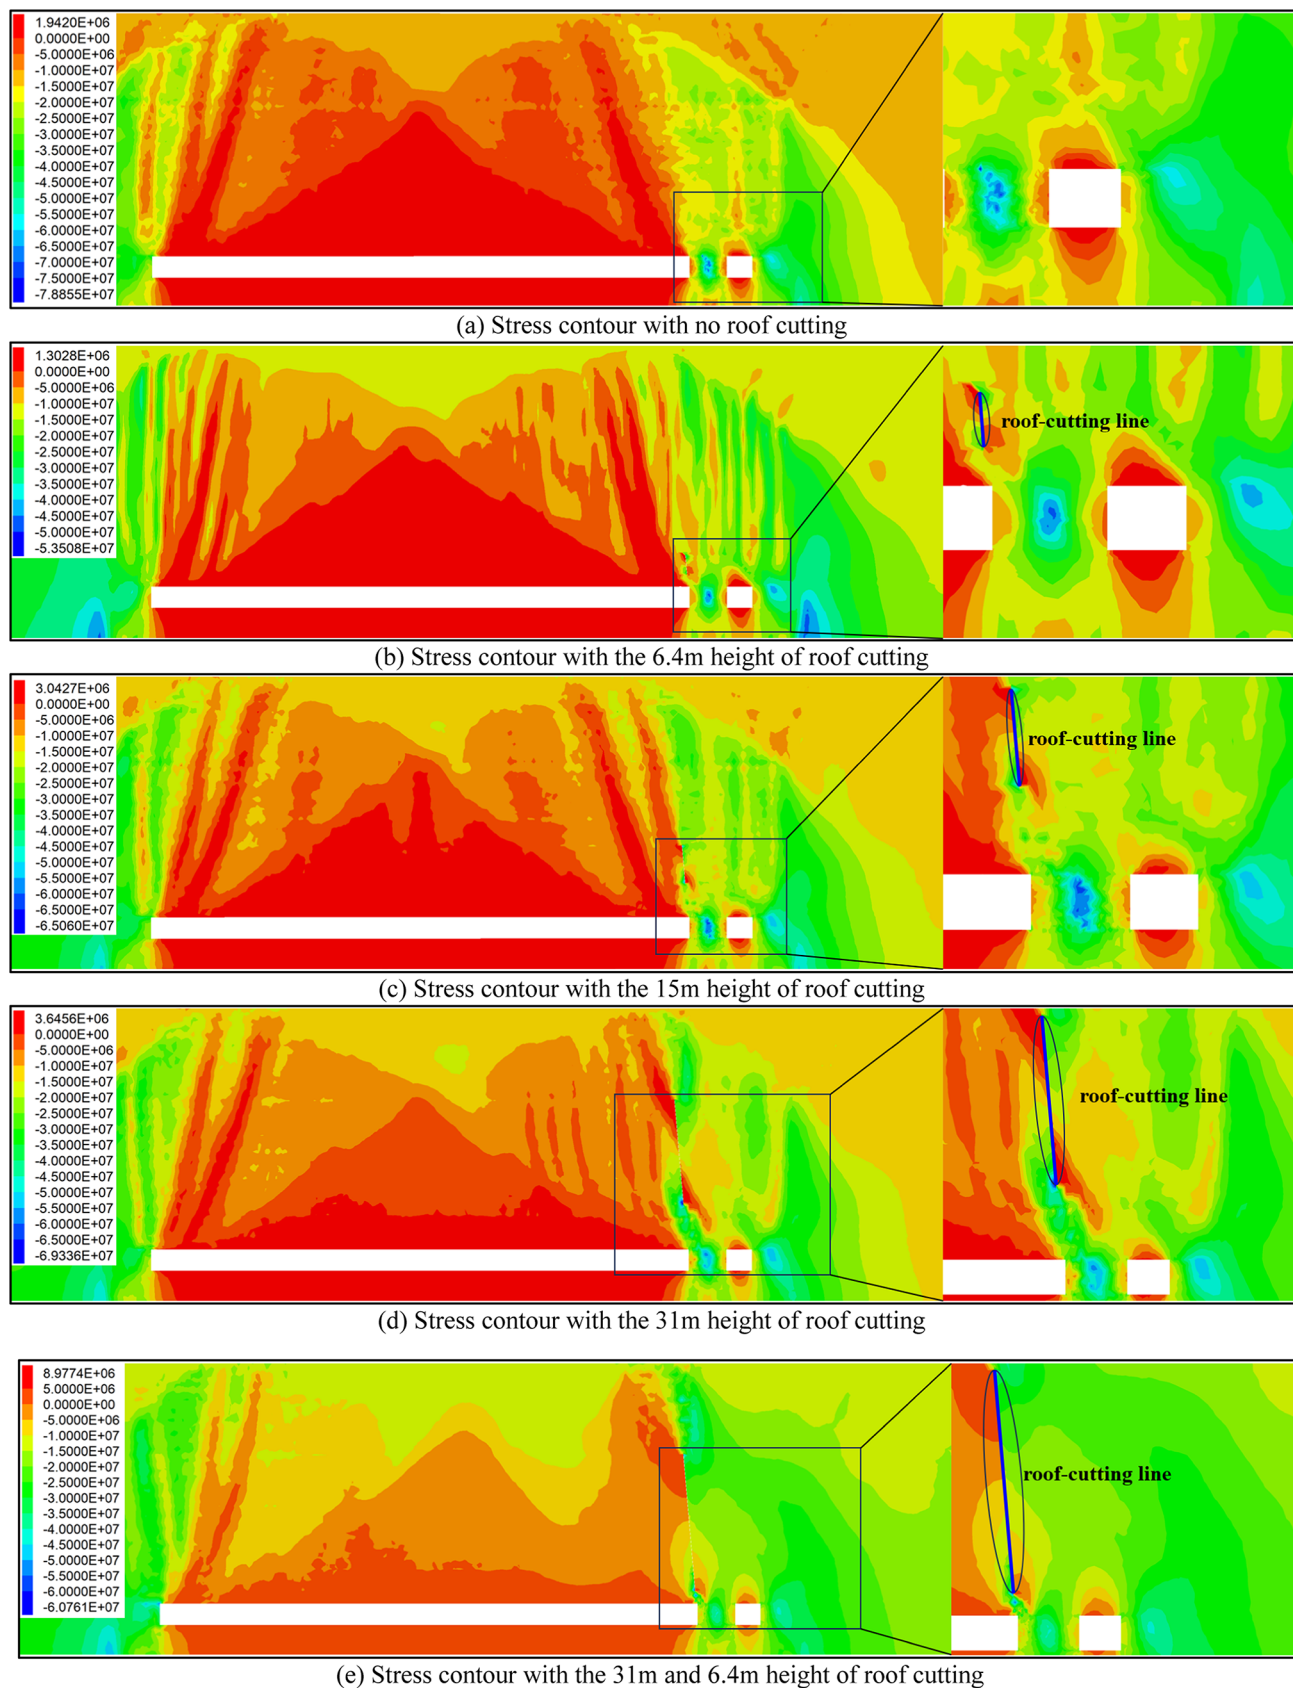 1.9420E+06
0.0000E+00
-5.0000E+06
-1.0000E+07
-1.5000E+07
-2.0000E+07
-2.5000E+07
-3.0000E+07
-3.5000E+07
-4.0000E+07
-4.5000E+07
-5.0000E+07
-5.5000E+07
-6.0000E+07
-6.5000E+07
-7.0000E+07
-7.5000E+07
-7.8855E+07
(a) Stress contour with no roof cutting
1.3028E+06
0.0000E+00
-5.0000E+06
-1.0000E+07
-1.5000E+07
-2.0000E+07
-2.5000E+07
-3.0000E+07
-3.5000E+07
-4.0000E+07
-4.5000E+07
-5.0000E+07
-5.3508E+07
roof-cutting line
(b) Stress contour with the 6.4m height of roof cutting
3.0427E+06
0.0000E+00
-5.0000E+06
-1.0000E+07
-1.5000E+07
-2.0000E+07
-2.5000E+07
-3.0000E+07
-3.5000E+07
-4.0000E+07
-4.5000E+07
-5.0000E+07
-5.5000E+07
-6.0000E+07
-6.5000E+07
-6.5060E+07
roof-cutting line
(c) Stress contour with the 15m height of roof cutting
3.6456E+06
0.0000E+00
-5.0000E+06
-1.0000E+07
-1.5000E+07
-2.0000E+07
-2.5000E+07
-3.0000E+07
-3.5000E+07
-4.0000E+07
-4.5000E+07
-5.0000E+07
-5.5000E+07
-6.0000E+07
-6.5000E+07
-6.9336E+07
roof-cutting line
(d) Stress contour with the 31m height of roof cutting
8.9774E+06
5.0000E+06
0.0000E+00
-5.0000E+06
-1.0000E+07
-1.5000E+07
-2.0000E+07
-2.5000E+07
-3.0000E+07
-3.5000E+07
-4.0000E+07
-4.5000E+07
-5.0000E+07
-5.5000E+07
-6.0000E+07
-6.0761E+07
roof-cutting line
(e) Stress contour with the 31m and 6.4m height of roof cutting